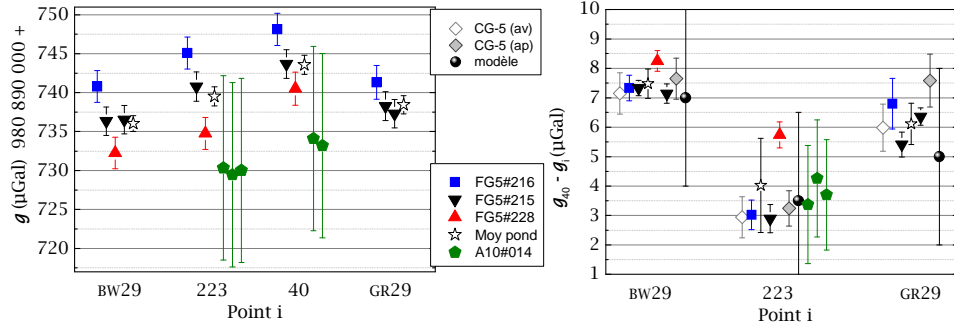 g (µGal) 980 890 000 +
750
745
740
735
730
725
720
BW29
223
40
GR29
Point i
CG-5 (av)
CG-5 (ap)
modèle
FG5#216
FG5#215
FG5#228
Moy pond
A10#014
g40 - gi (µGal)
10
9
8
7
6
5
4
3
2
1
BW29
223
GR29
Point i